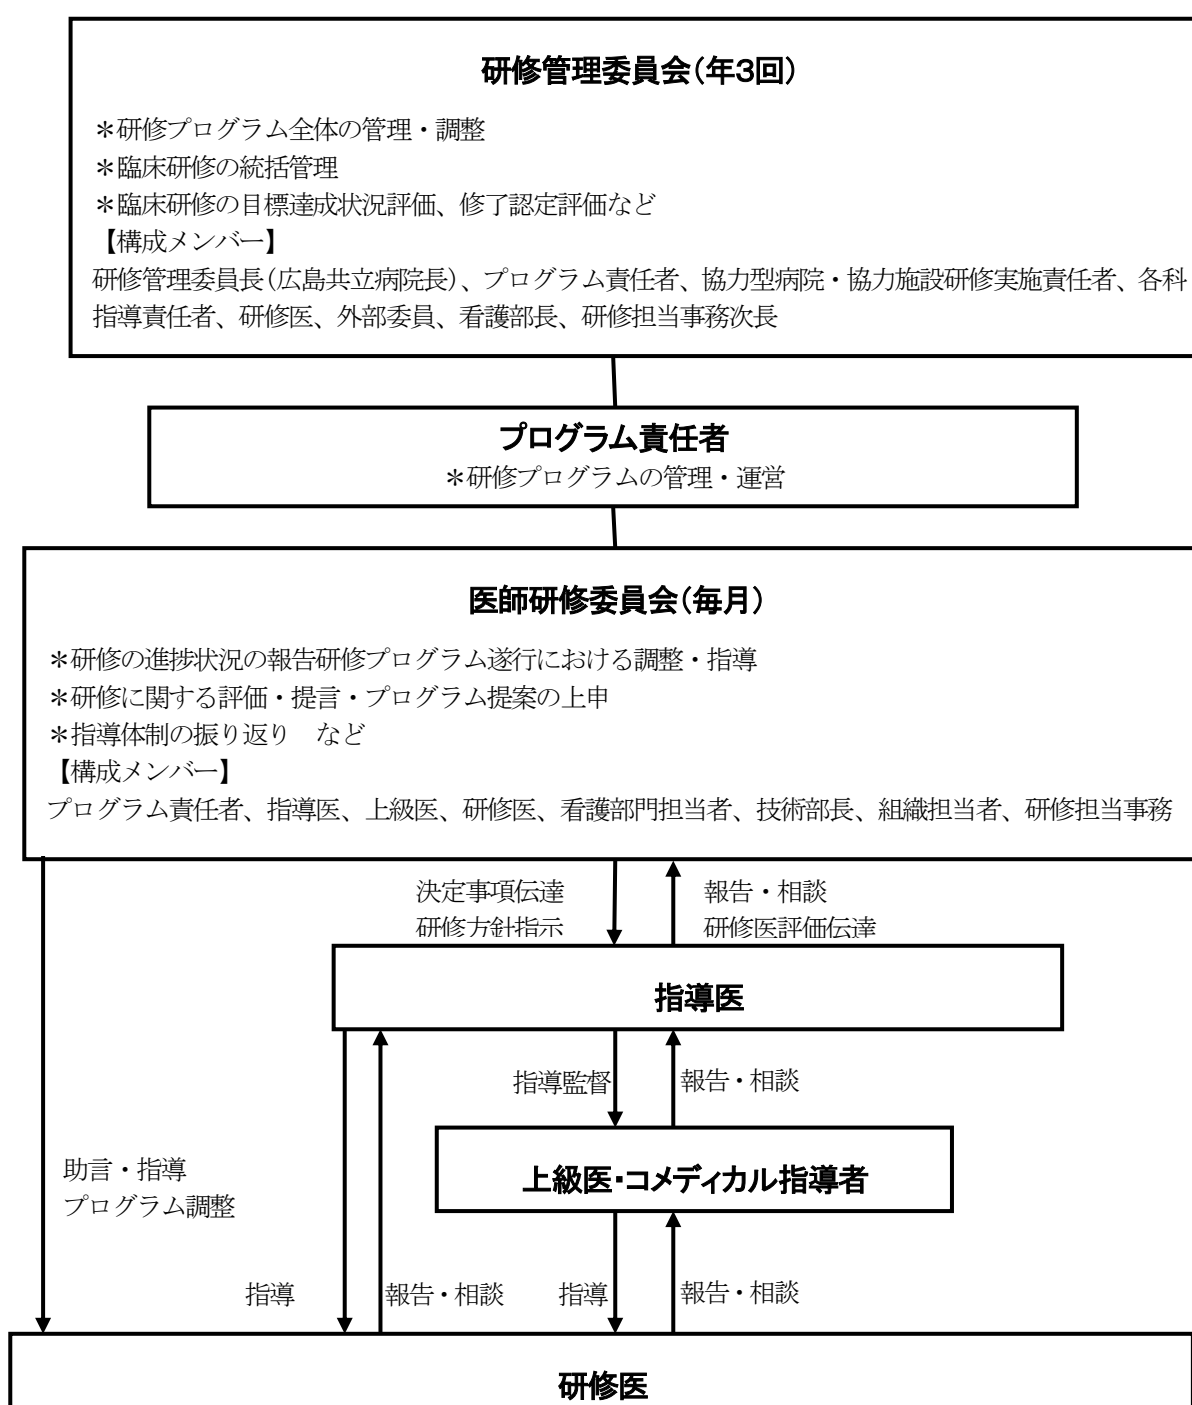 研修管理委員会(年3回)
*研修プログラム全体の管理・調整
*臨床研修の統括管理
*臨床研修の目標達成状況評価、修了認定評価など
【構成メンバー】
研修管理委員長(広島共立病院長)、プログラム責任者、協力型病院・協力施設研修実施責任者、各科
指導責任者、研修医、外部委員、看護部長、研修担当事務次長
プログラム責任者
*研修プログラムの管理・運営
医師研修委員会(毎月)
*研修の進捗状況の報告研修プログラム遂行における調整・指導
*研修に関する評価・提言・プログラム提案の上申
*指導体制の振り返り　など
【構成メンバー】
プログラム責任者、指導医、上級医、研修医、看護部門担当者、技術部長、組織担当者、研修担当事務
決定事項伝達
研修方針指示
報告・相談
研修医評価伝達
指導医
指導監督
報告・相談
上級医・コメディカル指導者
助言・指導
プログラム調整
指導
報告・相談
指導
報告・相談
研修医